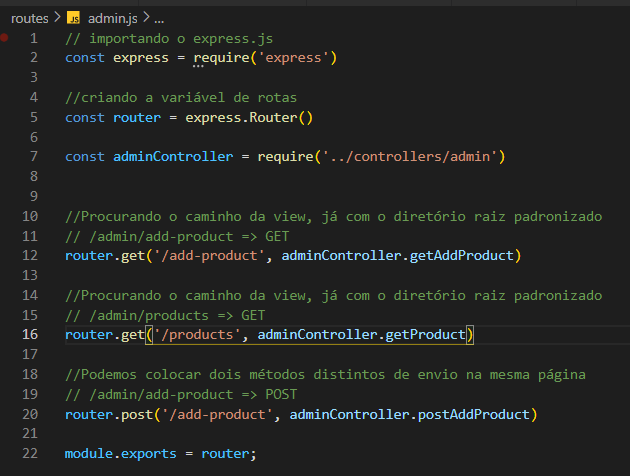 routes > JS admin.js > ...
1 // importando o express.js
2 const express = require('express')
3
4 //criando a variável de rotas
5 const router = express.Router()
6
7 const adminController = require('../controllers/admin')
8
9
10 //Procurando o caminho da view, já com o diretório raiz padronizado
11 // /admin/add-product => GET
12 router.get('/add-product', adminController.getAddProduct)
13
14 //Procurando o caminho da view, já com o diretório raiz padronizado
15 // /admin/products => GET
16 router.get('/products', adminController.getProduct)
17
18 //Podemos colocar dois métodos distintos de envio na mesma página
19 // /admin/add-product => POST
20 router.post('/add-product', adminController.postAddProduct)
21
22 module.exports = router;